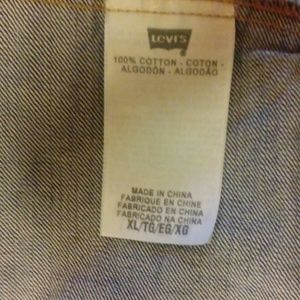 Levi's
100% COTTON - COTON -
ALGODÓN - ALGODÃO
MADE IN CHINA
FABRIQUE EN CHINE
FABRICADO EN CHINA
FABRICADO NA CHINA
XL/TG/EG/XG